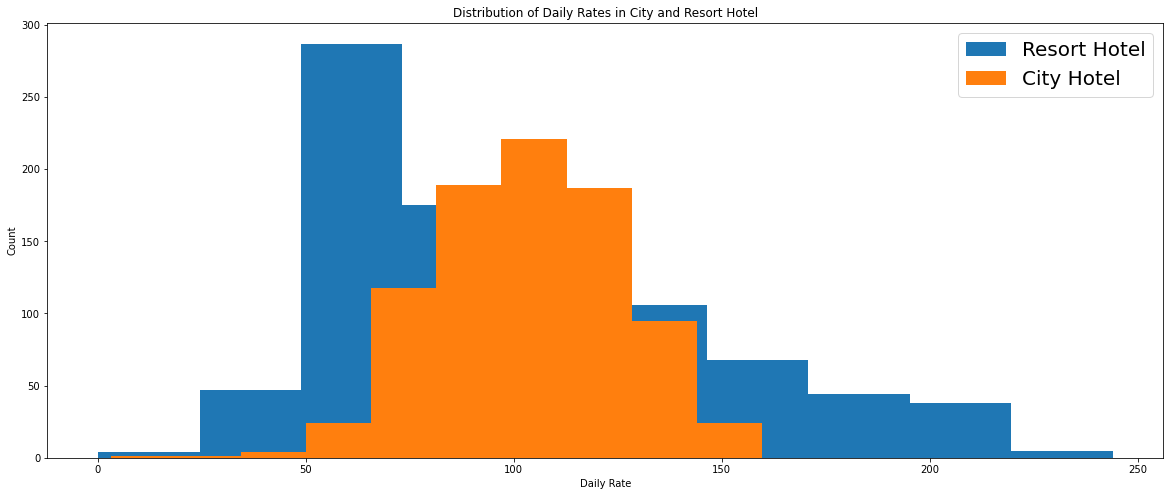 Distribution of Daily Rates in City and Resort Hotel
300
250
200
150
100
50
0
Count
Resort Hotel
City Hotel
0 50 100 150 200 250
Daily Rate